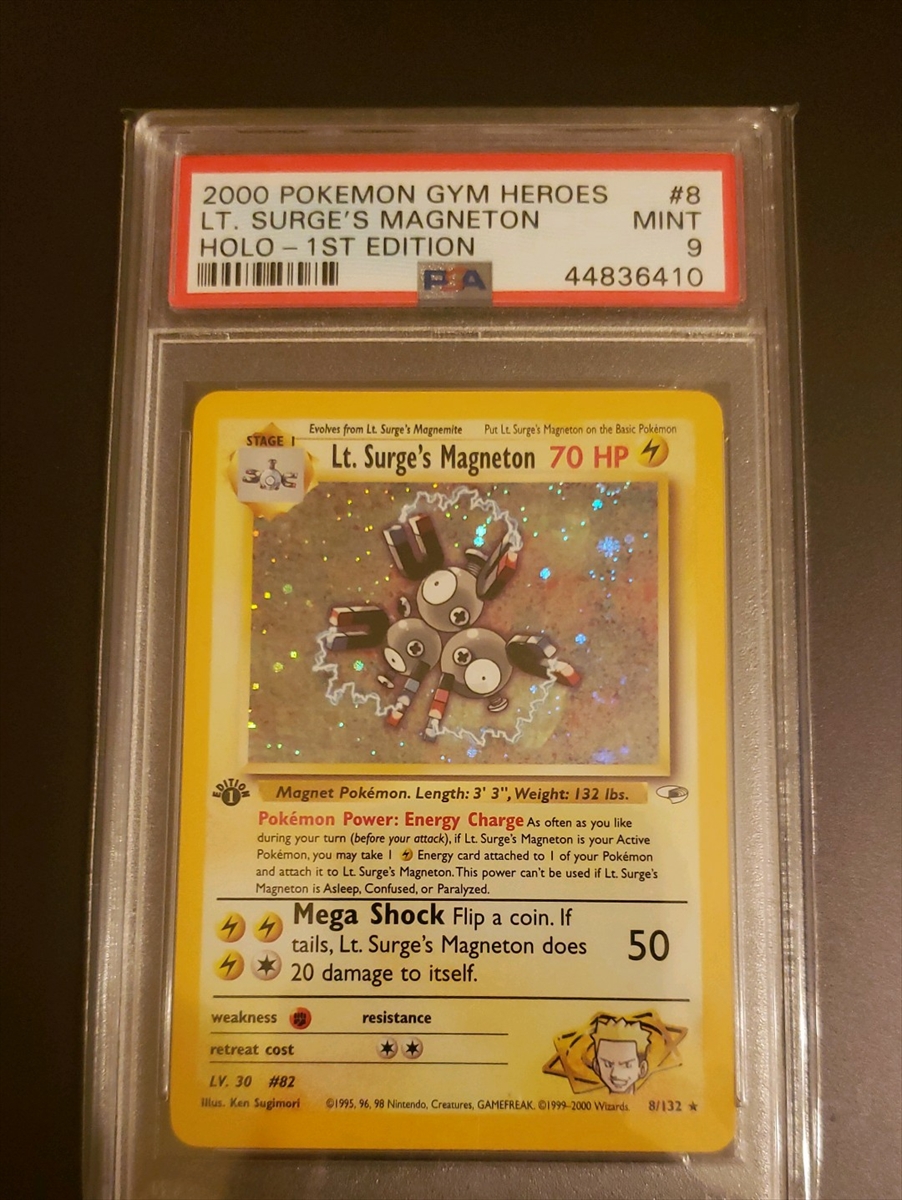 2000 POKEMON GYM HEROES #8
LT. SURGE'S MAGNETON MINT
HOLO – 1ST EDITION 9
PSA 44836410
Evolves from Lt. Surge's Magnemite Put Lt. Surge's Magneton on the Basic Pokémon
STAGE 1
Lt. Surge's Magneton 70 HP
EDITION 1
Magnet Pokémon. Length: 3' 3", Weight: 132 lbs.
Pokémon Power: Energy Charge As often as you like
during your turn (before your attack), if Lt. Surge's Magneton is your Active
Pokémon, you may take 1 Energy card attached to 1 of your Pokémon
and attach it to Lt. Surge's Magneton. This power can't be used if Lt. Surge's
Magneton is Asleep, Confused, or Paralyzed.
Mega Shock Flip a coin. If
tails, Lt. Surge's Magneton does 50
20 damage to itself.
weakness resistance
retreat cost
LV. 30 #82
Illus. Ken Sugimori ©1995, 96, 98 Nintendo, Creatures, GAMEFREAK. ©1999-2000 Wizards. 8/132 ★